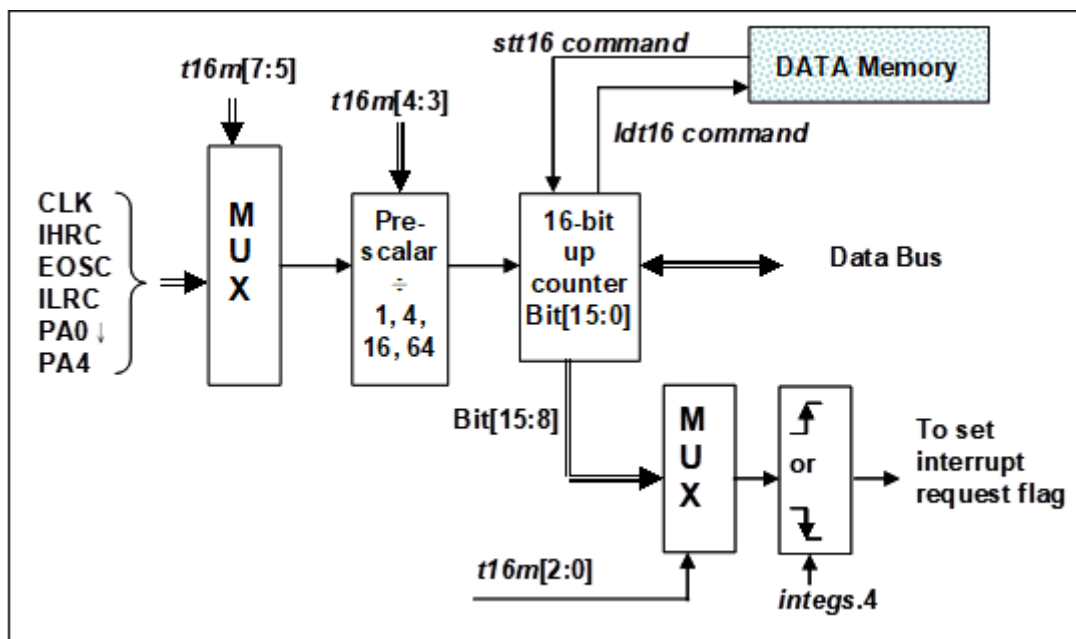 stt16 command
DATA Memory
t16m[7:5]
t16m[4:3]
ldt16 command
CLK
IHRC
EOSC
ILRC
PA0 ↓
PA4
M
U
X
Pre-
scalar
÷
1, 4,
16, 64
16-bit
up
counter
Bit[15:0]
Data Bus
Bit[15:8]
M
U
X
or
To set
interrupt
request flag
t16m[2:0]
integs.4